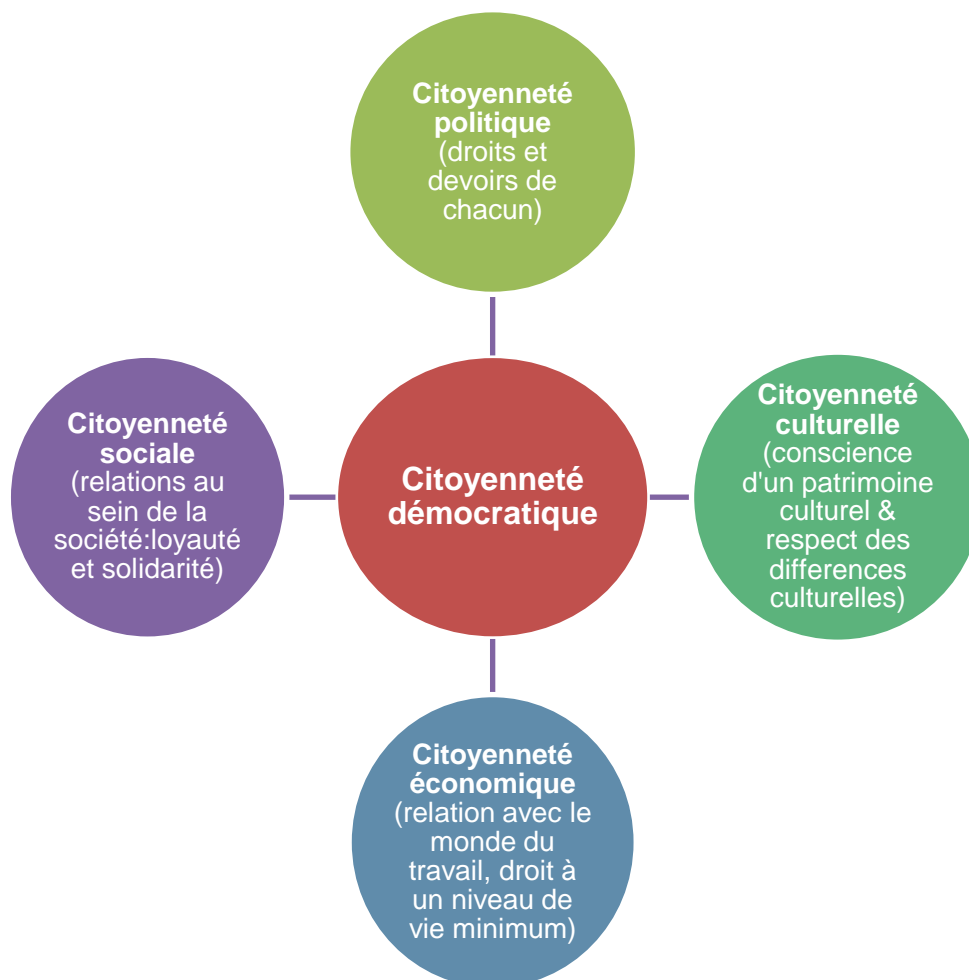 Citoyenneté
politique
(droits et
devoirs de
chacun)
Citoyenneté
sociale
(relations au
sein de la
société:loyauté
et solidarité)
Citoyenneté
démocratique
Citoyenneté
culturelle
(conscience
d'un patrimoine
culturel &
respect des
differences
culturelles)
Citoyenneté
économique
(relation avec le
monde du
travail, droit à
un niveau de
vie minimum)